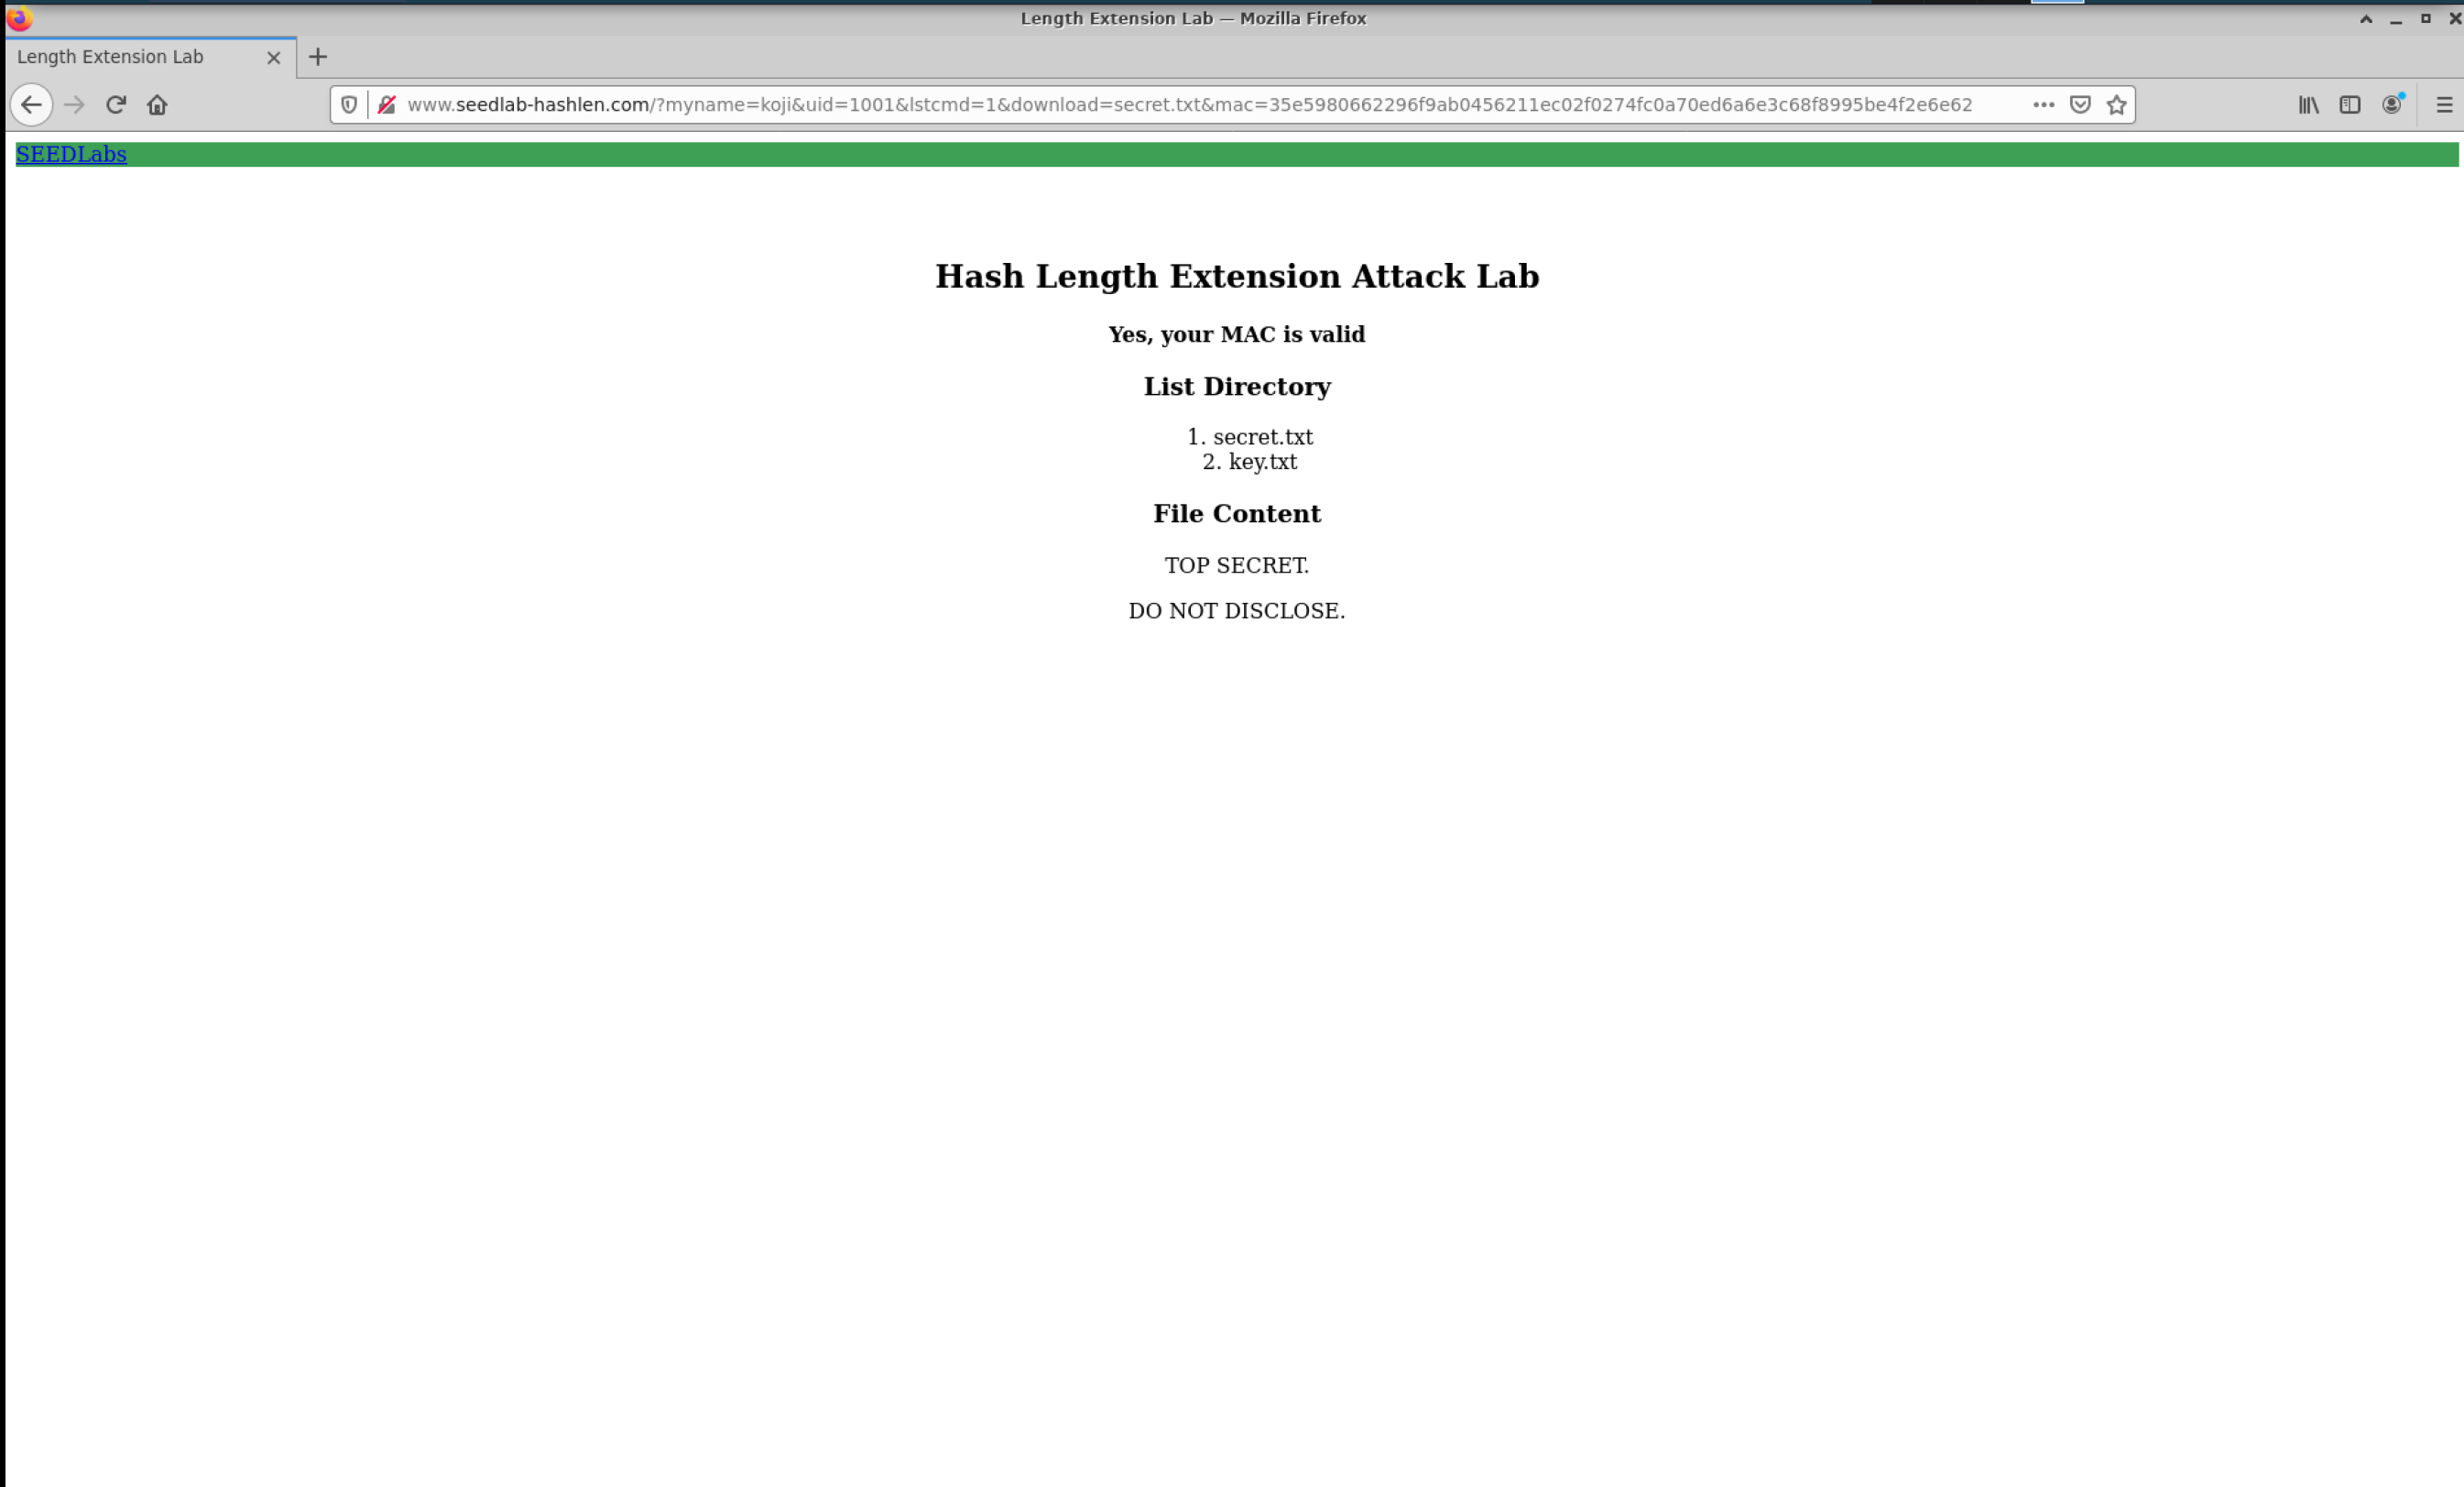 Length Extension Lab — Mozilla Firefox
Length Extension Lab
www.seedlab-hashlen.com/?myname=koji&uid=1001&lstcmd=1&download=secret.txt&mac=35e5980662296f9ab0456211ec02f0274fc0a70ed6a6e3c68f8995be4f2e6e62
SEEDLabs
Hash Length Extension Attack Lab
Yes, your MAC is valid
List Directory
1. secret.txt
2. key.txt
File Content
TOP SECRET.
DO NOT DISCLOSE.